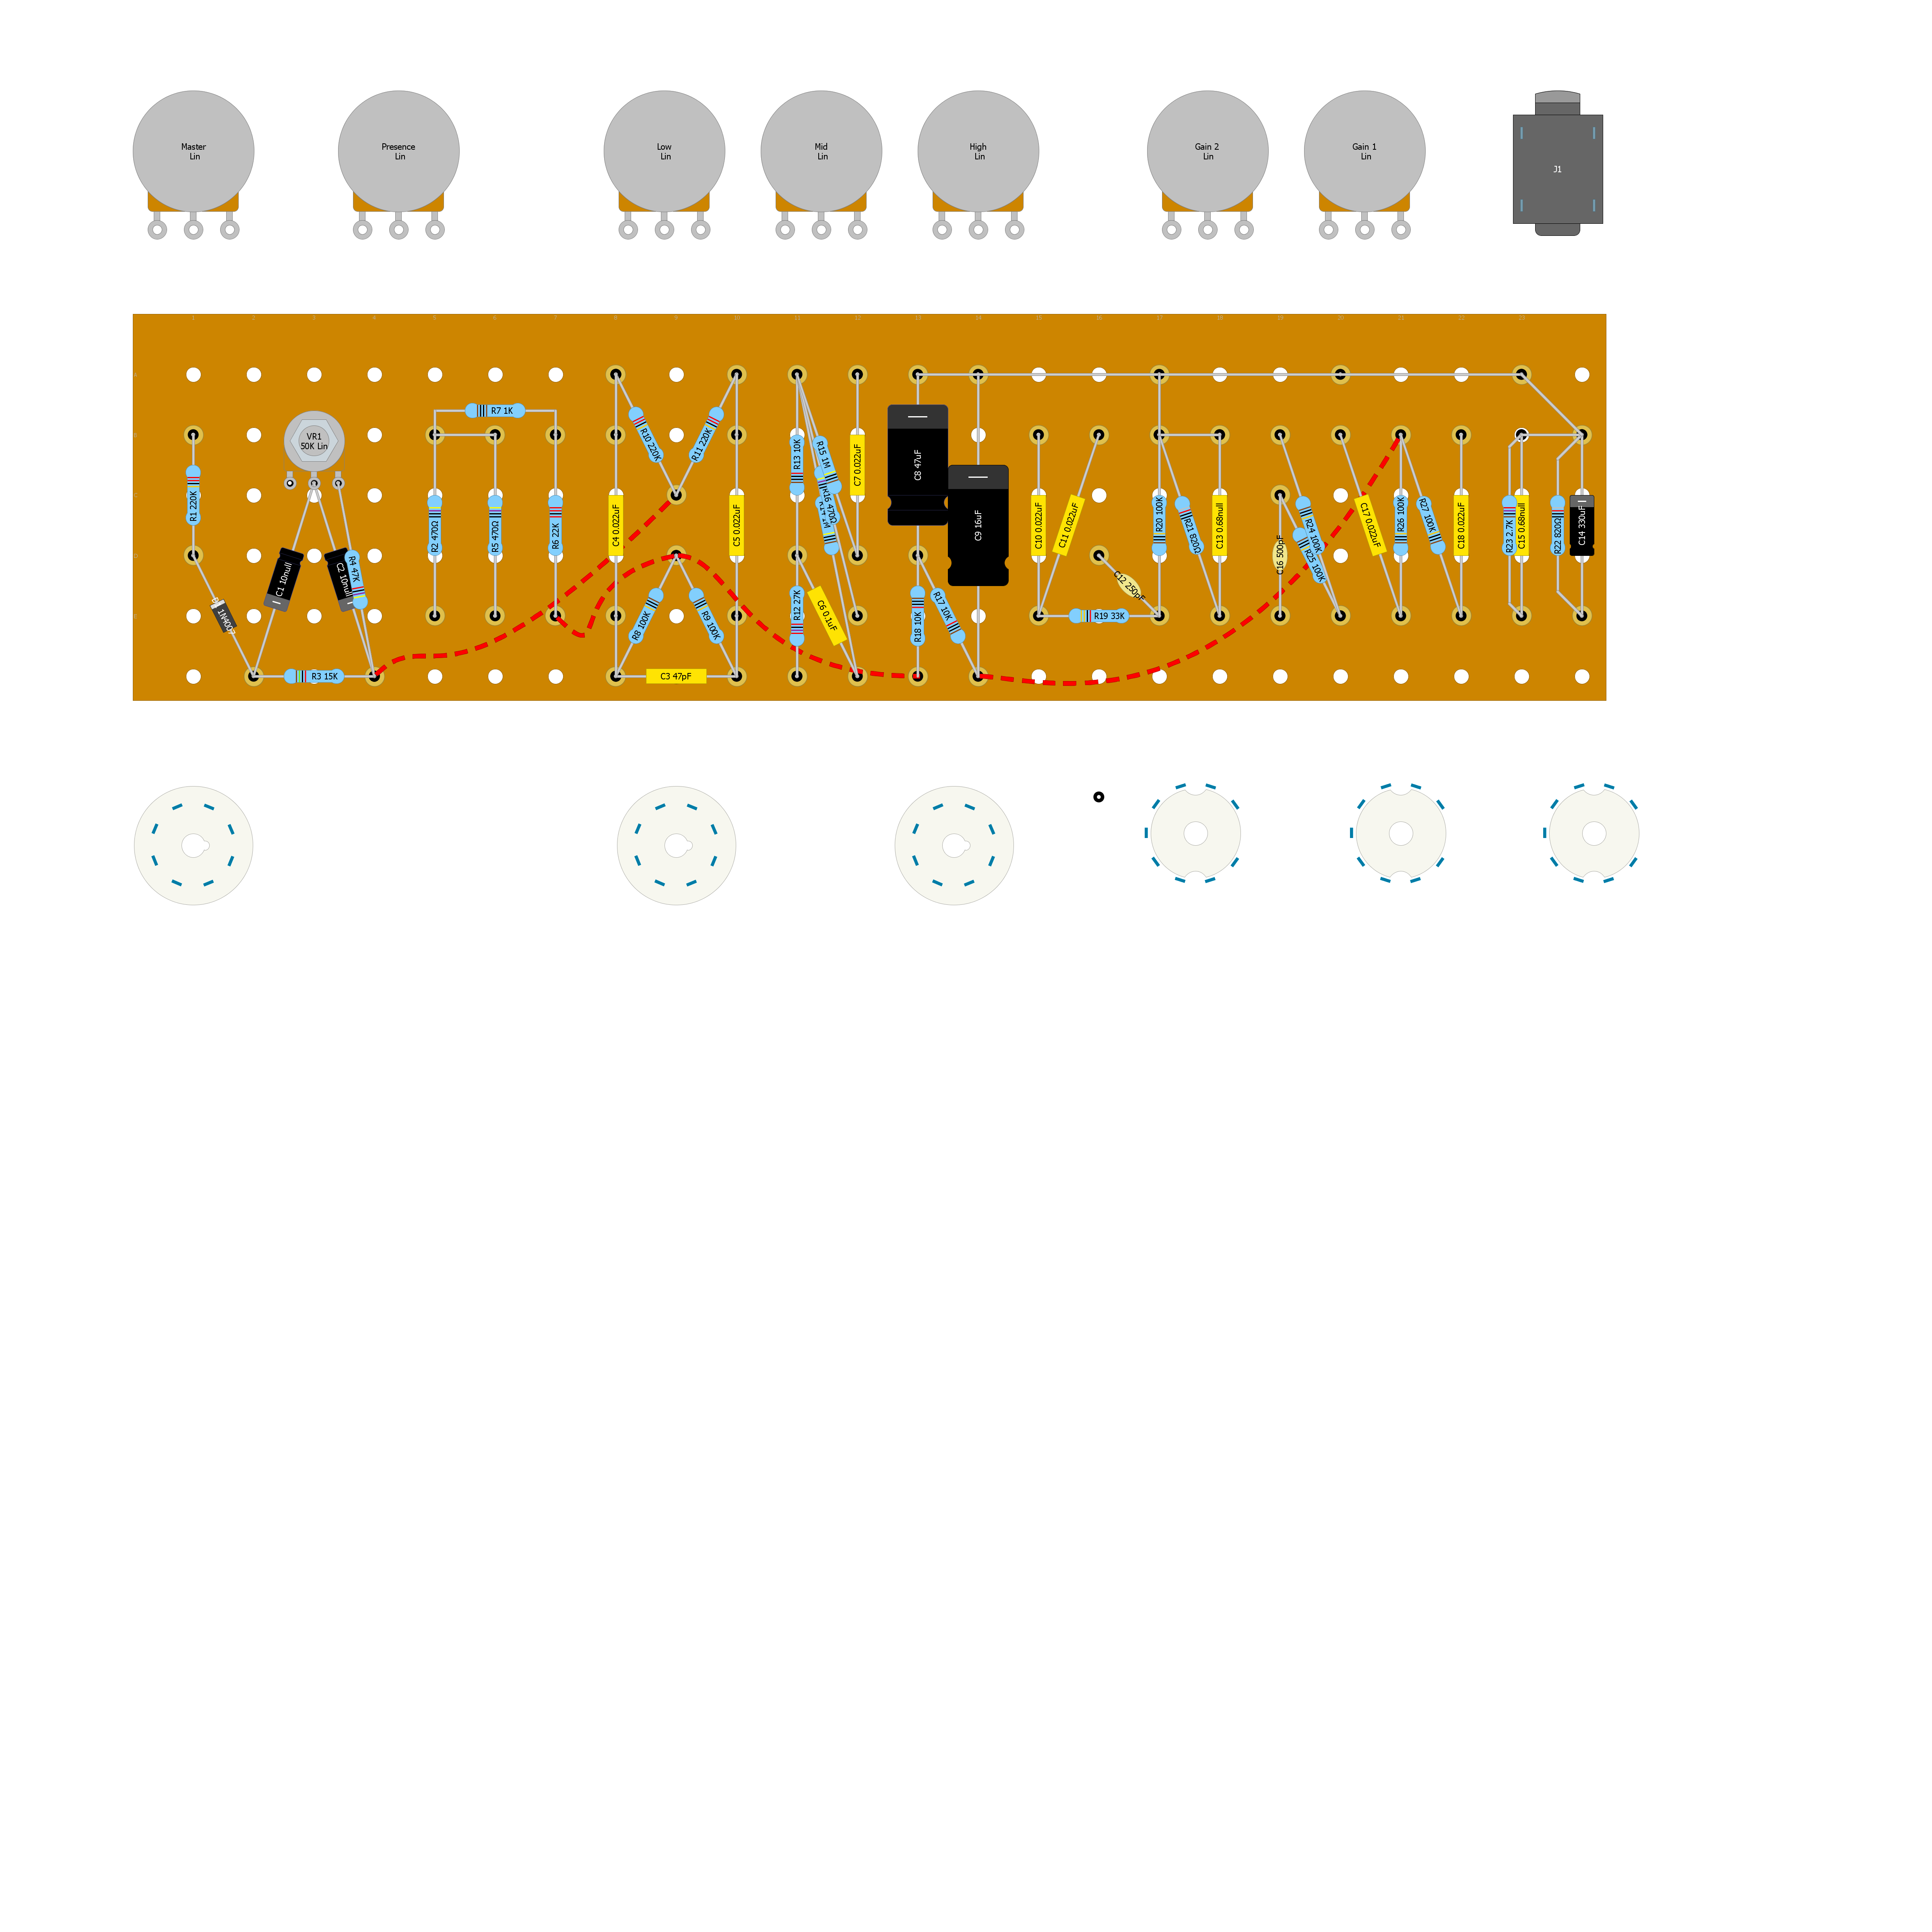 Master
Lin
Presence
Lin
Low
Lin
Mid
Lin
High
Lin
Gain 2
Lin
Gain 1
Lin
J1
VR1
50K Lin
R1 220K
1N4007
C1 10null
C2 10null
R4 47K
R3 15K
R7 1K
R2 470Ω
R5 470Ω
R6 22K
C4 0.022uF
R10 220K
R11 220K
C5 0.022uF
R8 100K
R9 100K
C3 47pF
R13 10K
R15 1M
R16 470Ω
C7 0.022uF
R12 27K
C6 0.1uF
C8 47uF
C9 16uF
R18 10K
R17 10K
C10 0.022uF
C11 0.022uF
C12 250pF
R19 33K
R20 100K
R21 820Ω
C13 0.68null
C16 500pF
R24 100K
R25 100K
C17 0.022uF
R26 100K
R27 100K
C18 0.022uF
R23 2.7K
C15 0.68null
R22 820Ω
C14 330uF